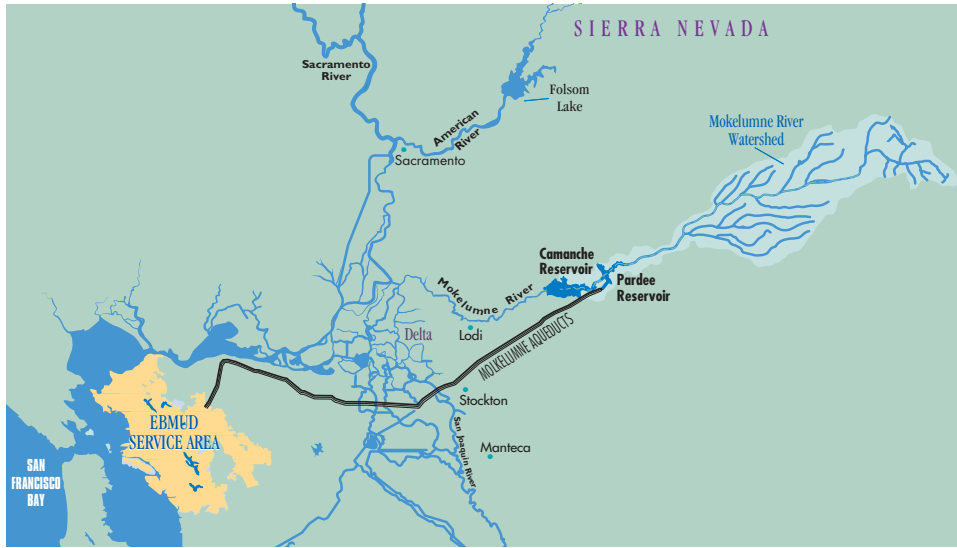 SIERRA NEVADA
Sacramento
River
Folsom
Lake
American
River
Mokelumne River
Watershed
Sacramento
Camanche
Reservoir
Pardee
Reservoir
Mokelumne River
Delta
Lodi
MOLKELUMNE AQUEDUCTS
Stockton
EBMUD
SERVICE AREA
San Joaquin River
Manteca
SAN
FRANCISCO
BAY